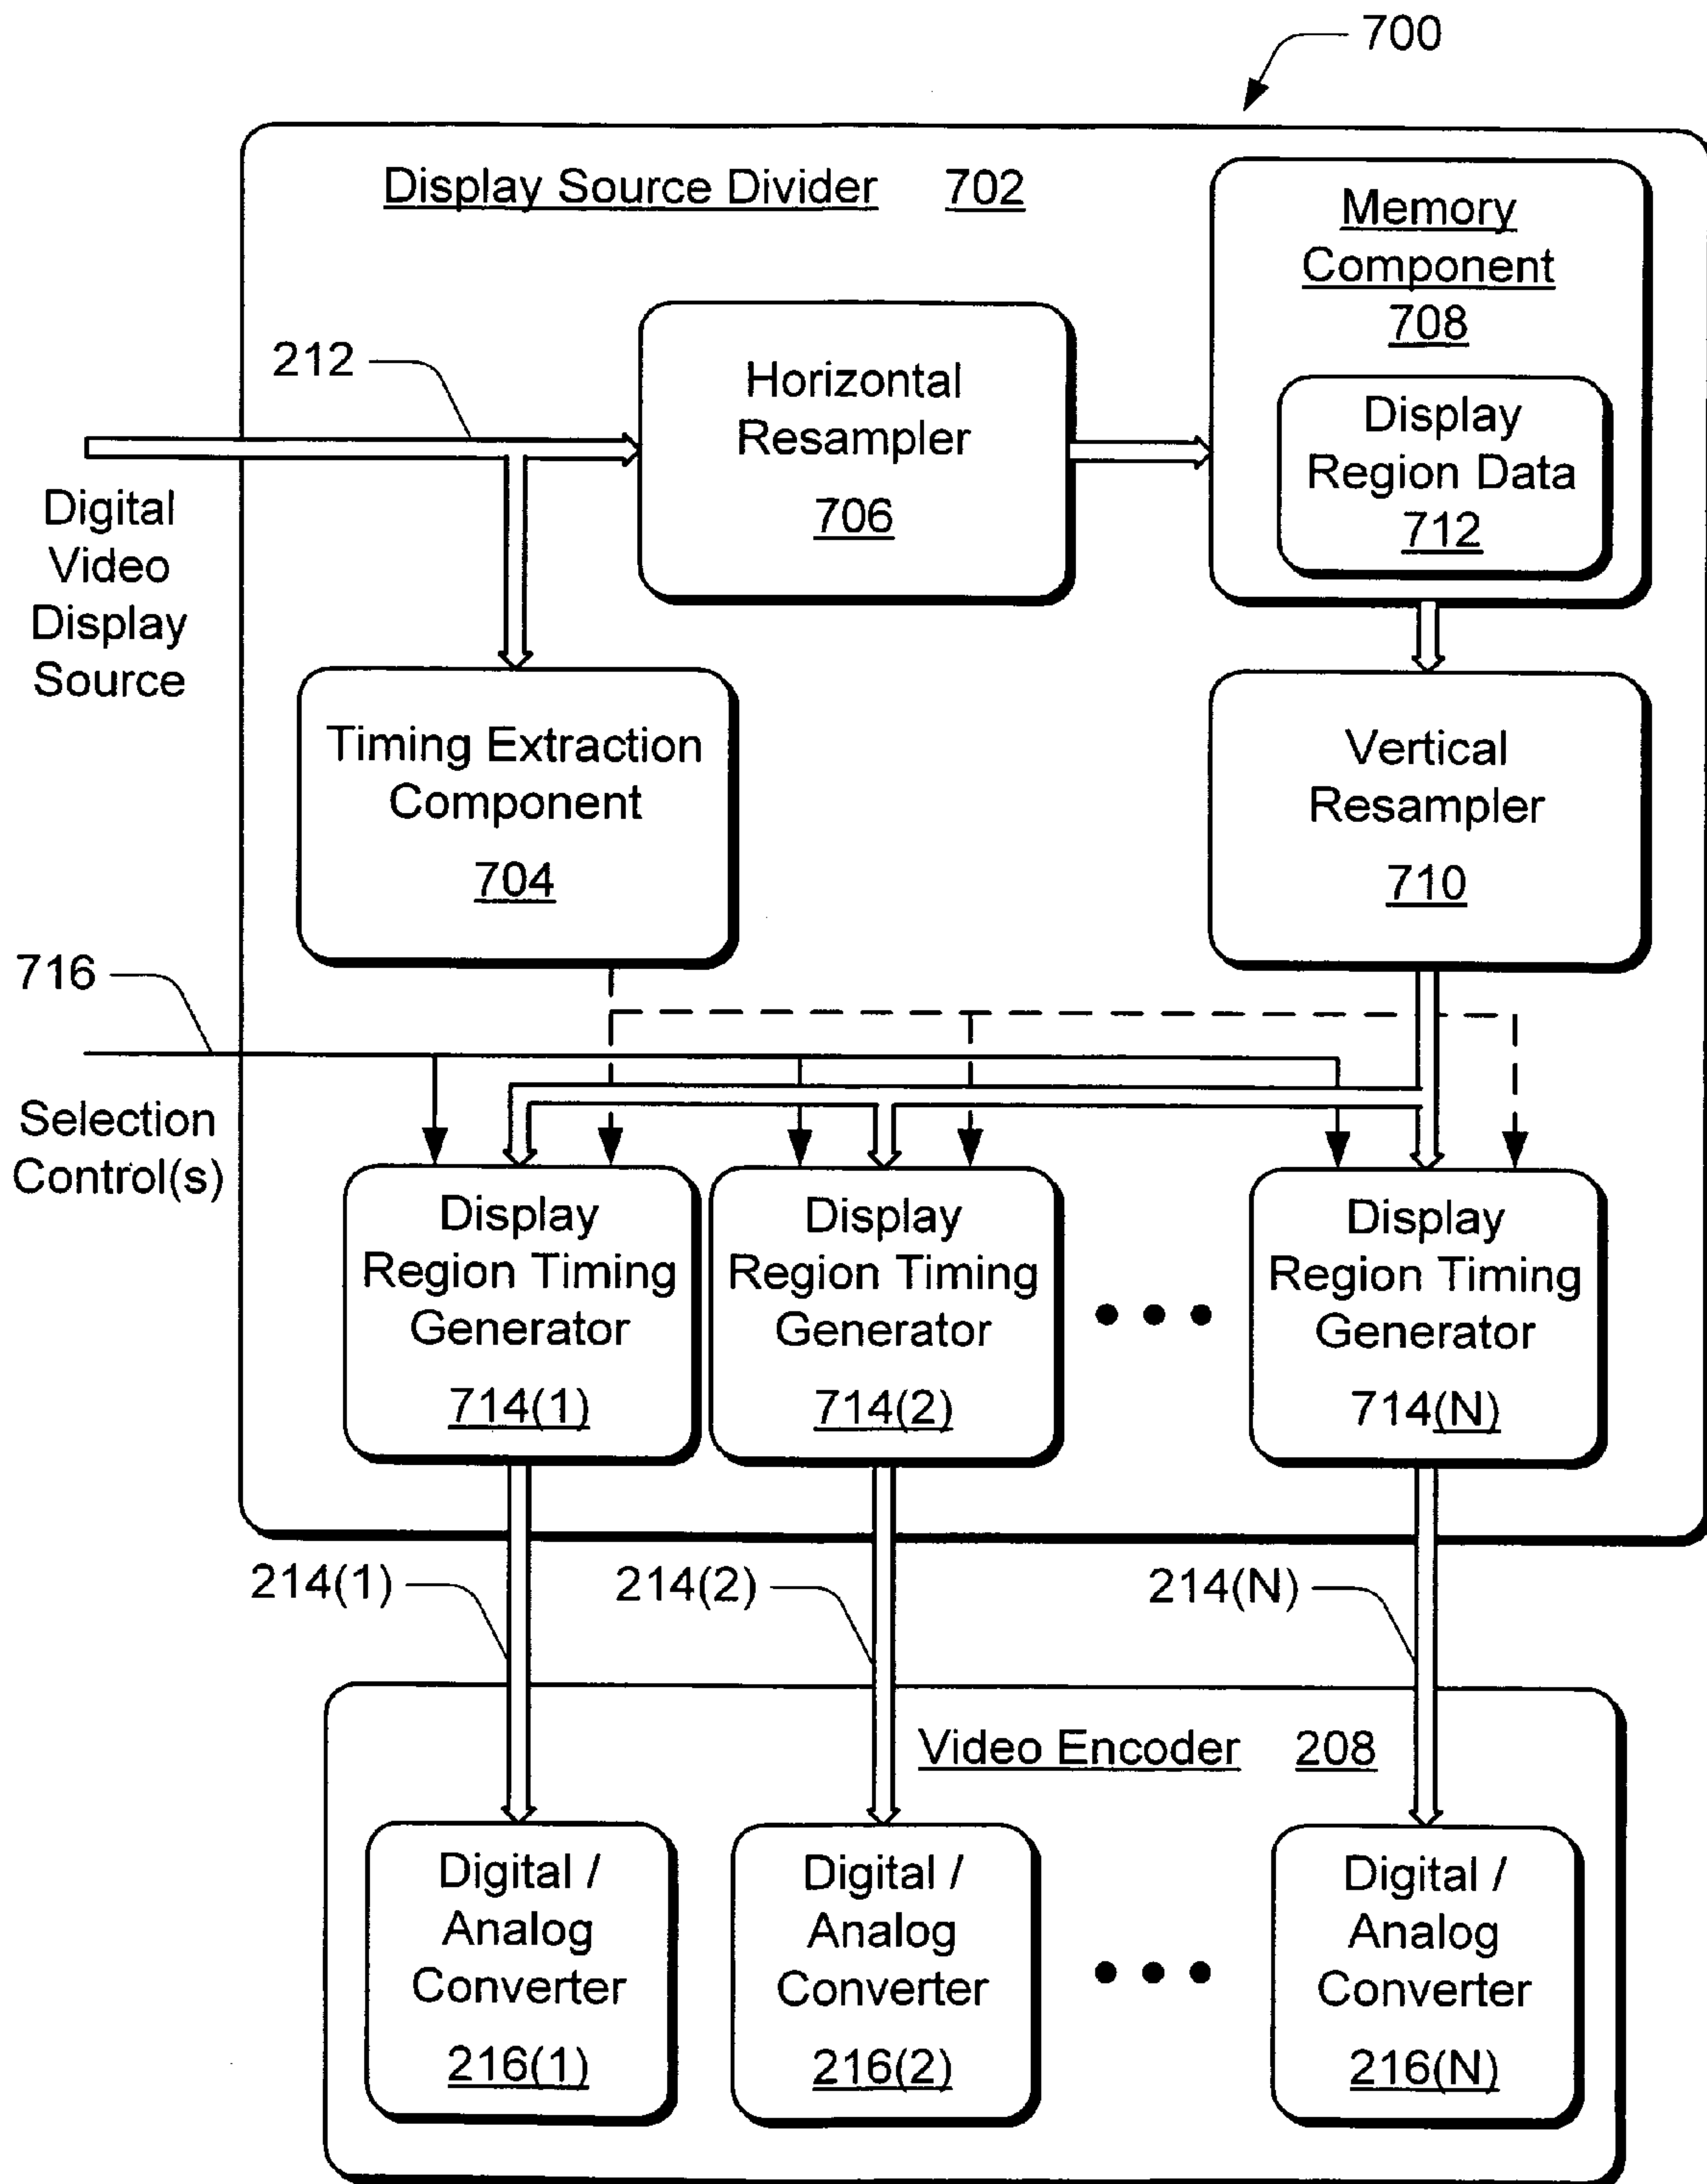 700
Display Source Divider 702
Memory
Component
708
Display
Region Data
712
212
Horizontal
Resampler
706
Digital
Video
Display
Source
Timing Extraction
Component
704
Vertical
Resampler
710
716
Selection
Control(s)
Display
Region Timing
Generator
714(1)
Display
Region Timing
Generator
714(2)
Display
Region Timing
Generator
714(N)
214(1)
214(2)
214(N)
Video Encoder 208
Digital /
Analog
Converter
216(1)
Digital /
Analog
Converter
216(2)
Digital /
Analog
Converter
216(N)